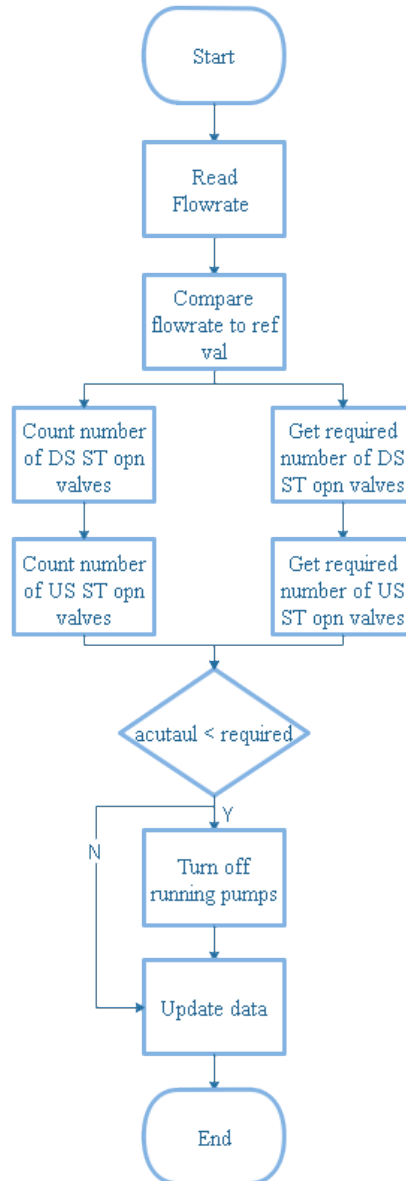 Start
Read
Flowrate
Compare
flowrate to ref
val
Count number
of DS ST opn
valves
Get required
number of DS
ST opn valves
Count number
of US ST opn
valves
Get required
number of US
ST opn valves
acutaul < required
Y
N
Turn off
running pumps
Update data
End